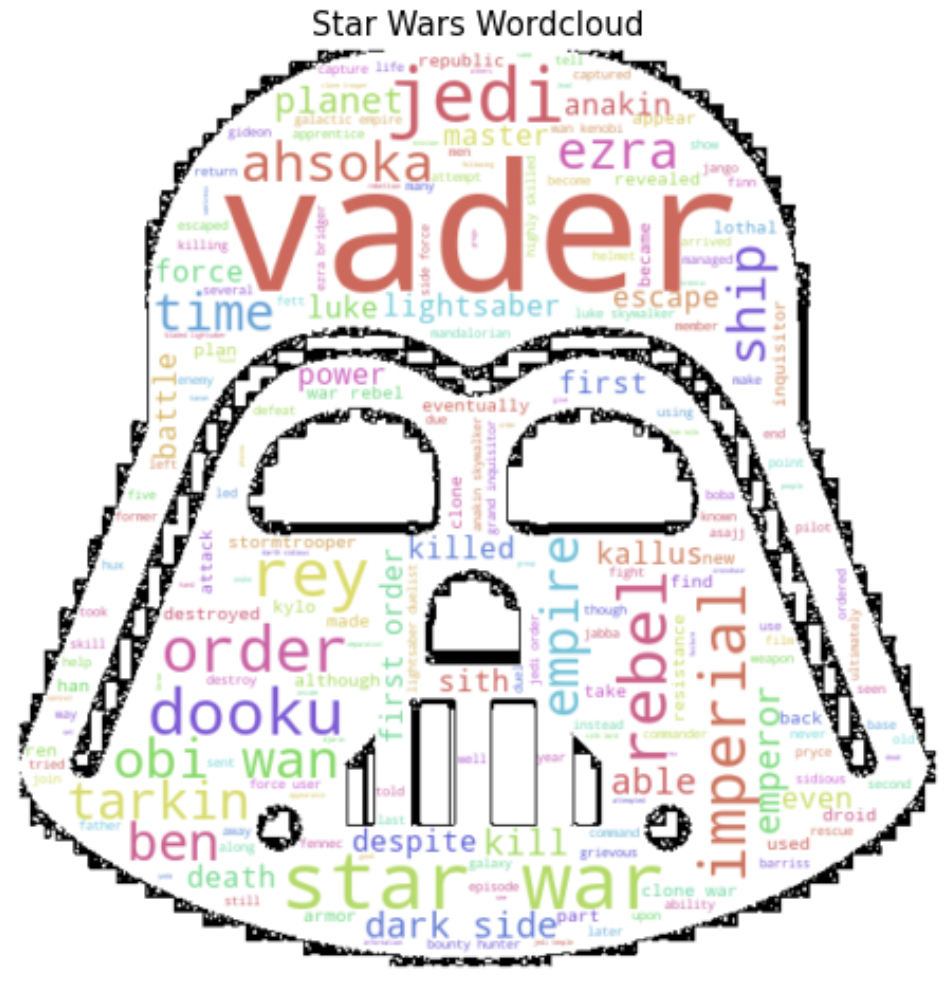 Star Wars Wordcloud
republic
tell
capture
life
captured
jedi
planet
anakin
galactic empire
appear
gideon
apprentice
master
wan kenobi
men
ezra
show
ahsoka
return
attempt
many
become
revealed
jango
finn
highly skilled
vader
escaped
killing
ezra bridger
side force
became
arrived
lothal
helmet
managed
force
several
time
fett
luke
lightsaber
escape
luke skywalker
member
ship
inquisitor
mandalorian
plan
battle
enemy
power
war rebel
first
make
eventually
due
defeat
using
end
left
anakin skywalker
grand inquisitor
clone
point
five
led
boba
former
known
asajj
pilot
stormtrooper
killed
empire
kallus
new
attack
hux
rey
fight
find
first order
lightsaber duelist
rebel
imperial
ordered
ultimately
took
destroyed
kylo
made
though
use
film
jedi order
jabba
resistance
skill
order
weapon
help
destroy
although
sith
duel
take
seen
han
may
dooku
emperor
back
base
instead
never
old
commander
ren
obi wan
sent
well
year
pryce
tried
join
force user
able
sidious
second
tarkin
told
even
droid
last
father
ben
away
along
fennec
despite
kill
command
grievous
rescue
used
barriss
galaxy
death
star war
episode
clone war
ability
still
armor
dark side
part
upon
later
bounty hunter
jedi temple